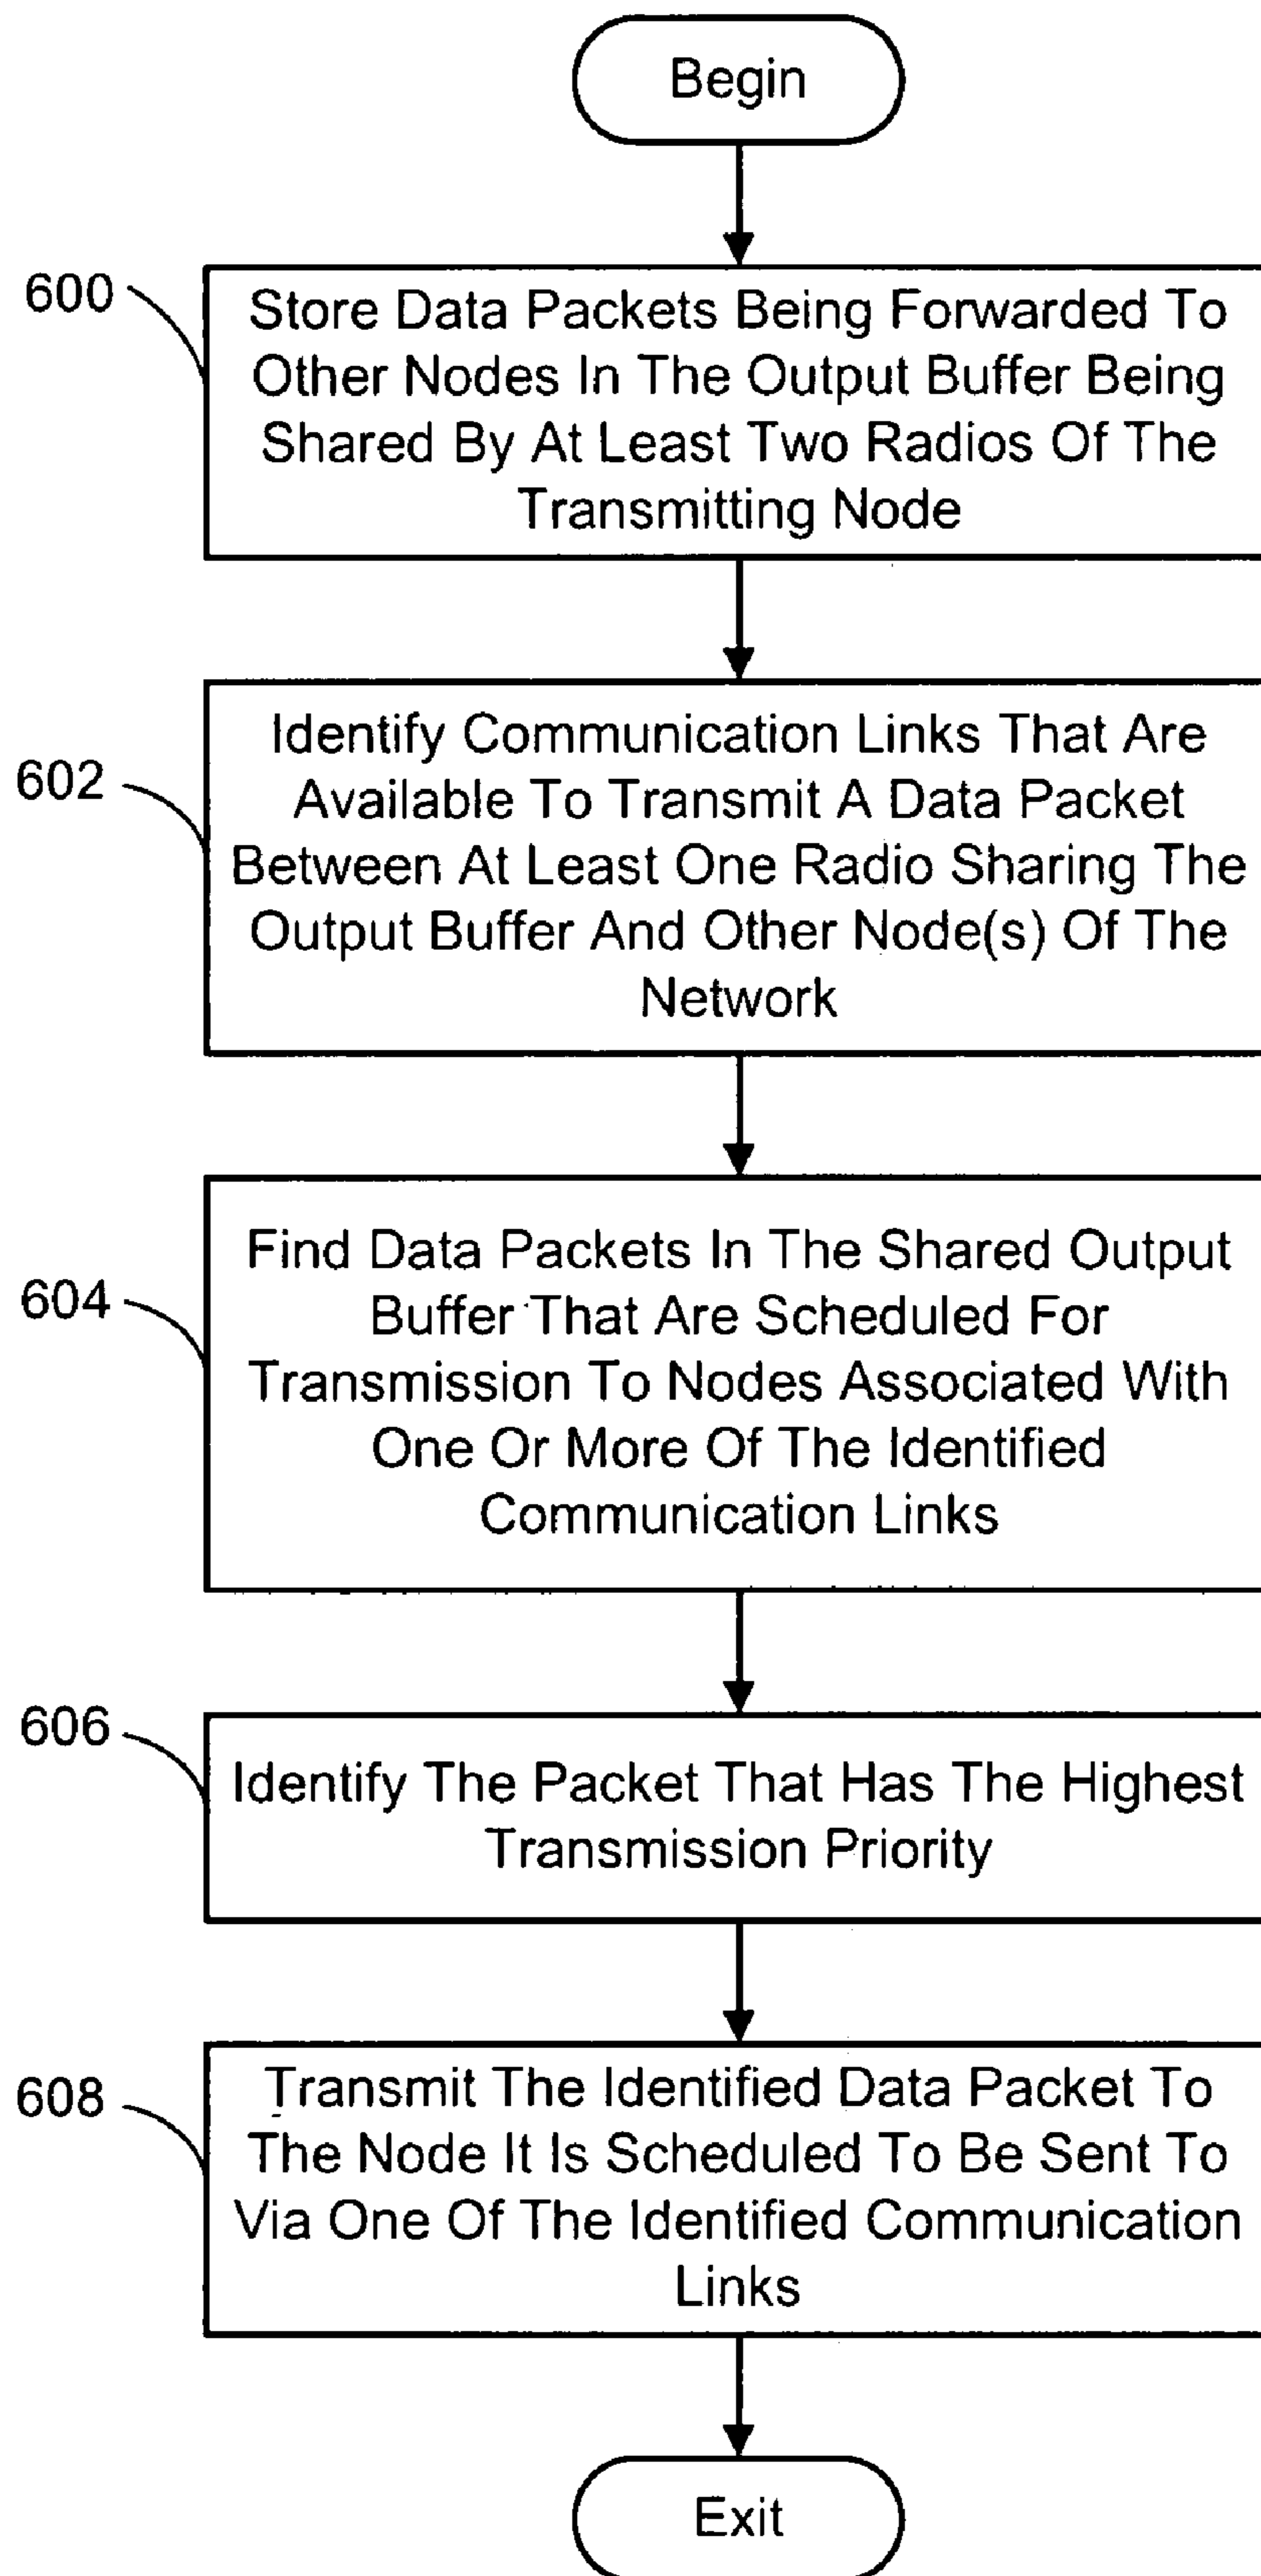 Begin
600
Store Data Packets Being Forwarded To
Other Nodes In The Output Buffer Being
Shared By At Least Two Radios Of The
Transmitting Node
602
Identify Communication Links That Are
Available To Transmit A Data Packet
Between At Least One Radio Sharing The
Output Buffer And Other Node(s) Of The
Network
604
Find Data Packets In The Shared Output
Buffer That Are Scheduled For
Transmission To Nodes Associated With
One Or More Of The Identified
Communication Links
606
Identify The Packet That Has The Highest
Transmission Priority
608
Transmit The Identified Data Packet To
The Node It Is Scheduled To Be Sent To
Via One Of The Identified Communication
Links
Exit